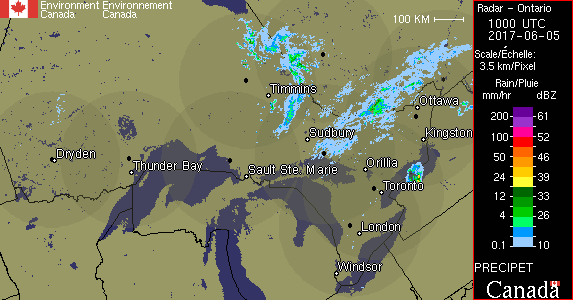 Environment Environnement
Canada Canada
100 KM
Radar - Ontario
1000 UTC
2017-06-05
Scale/Échelle:
3.5 km/Pixel
Rain/Pluie
mm/hr dBZ
200 61
100 52
50 46
24 39
12 33
4 26
0.1 10
PRECIPET
Canada
Timmins
Ottawa
Sudbury
Kingston
Dryden
Thunder Bay
Sault Ste. Marie
Orillia
Toronto
London
Windsor